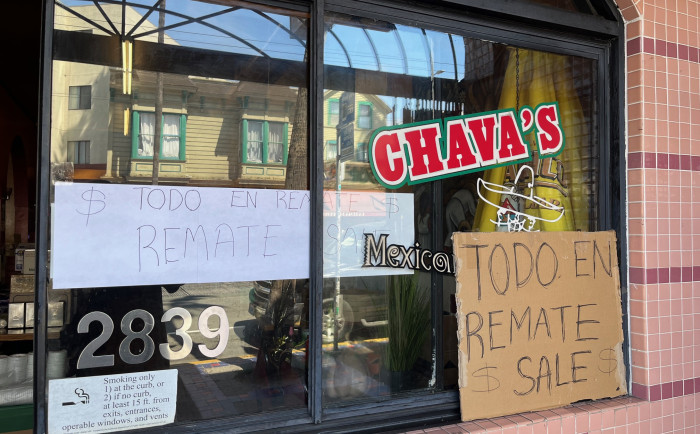 CHAVA'S
$ TODO EN REMATE $
REMATE SA
Mexican
TODO EN
REMATE
$ SALE $
2839
Smoking only
1) at the curb, or
2) if no curb,
at least 15 ft. from
exits, entrances,
operable windows, and vents